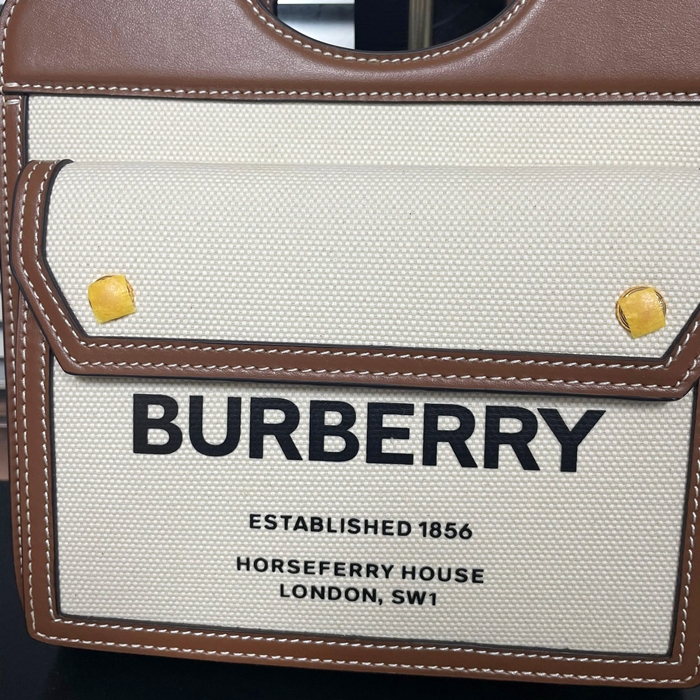 BURBERRY
ESTABLISHED 1856
HORSEFERRY HOUSE
LONDON, SW1